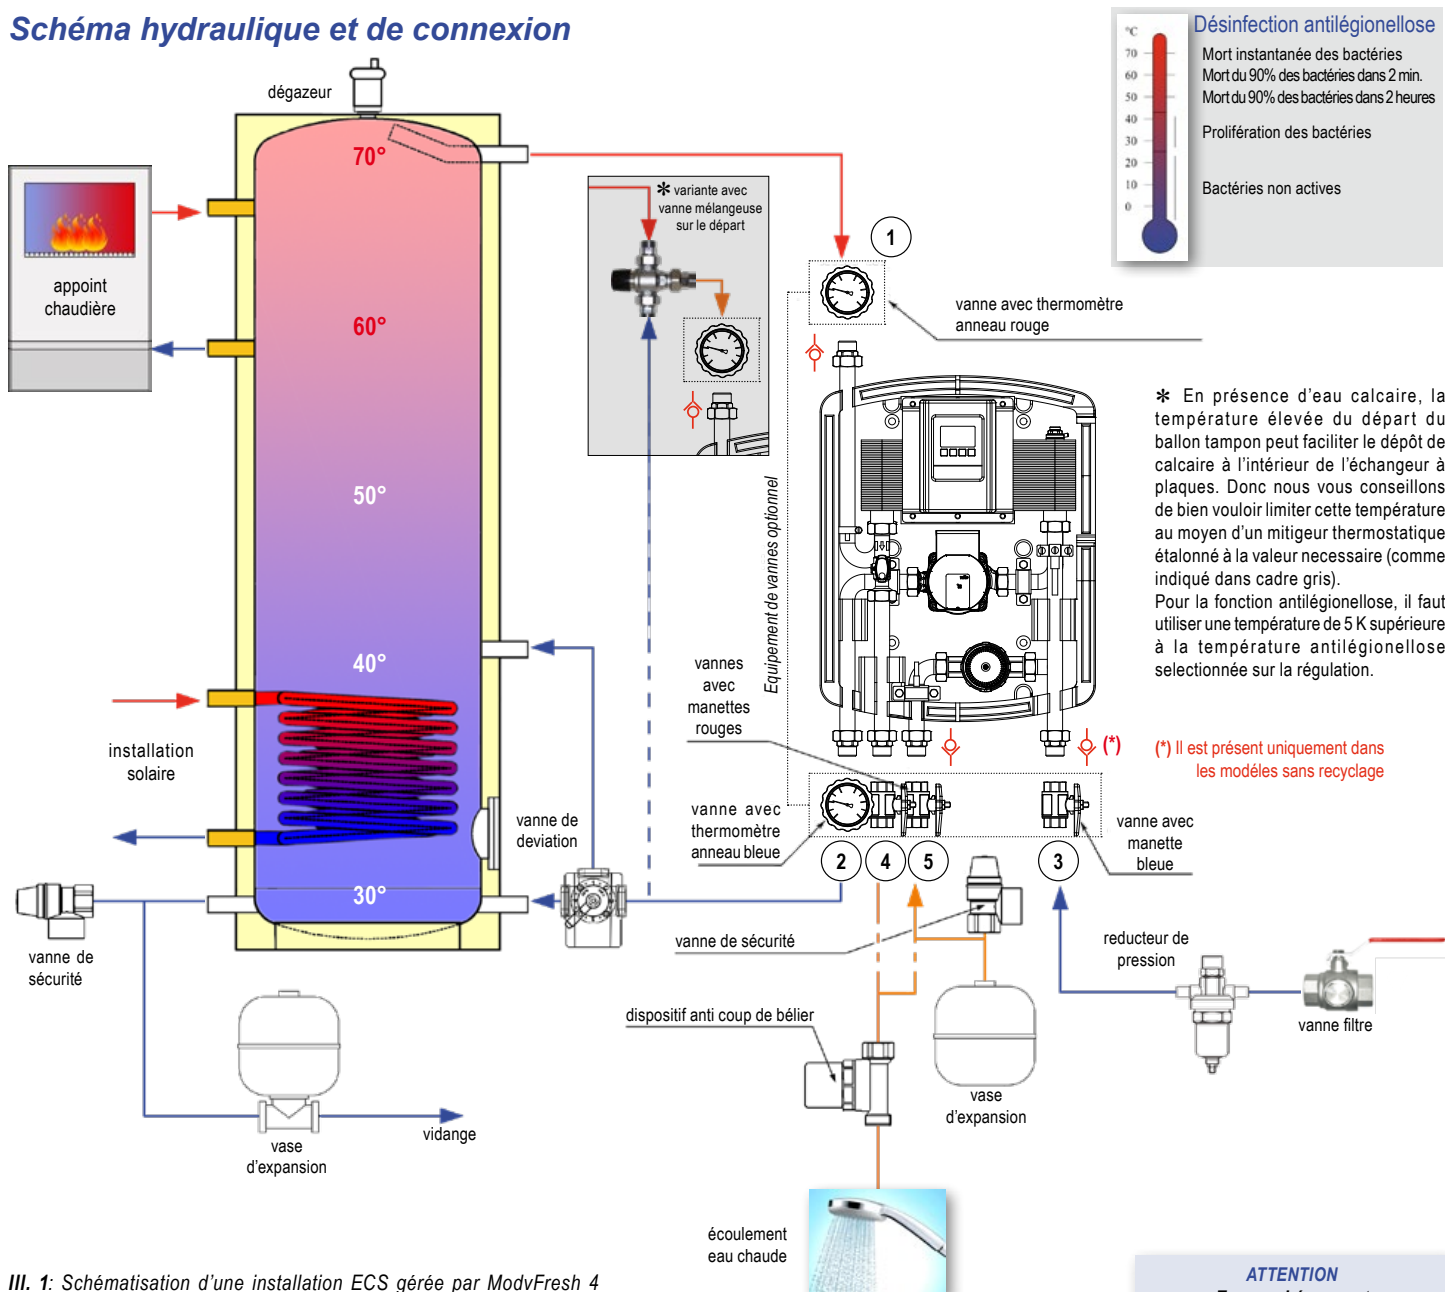 Schéma hydraulique et de connexion
dégazeur
70°
60°
50°
40°
30°
appoint
chaudière
installation
solaire
vanne de
sécurité
vase
d'expansion
vidange
vanne de
deviation
✻ variante avec
vanne mélangeuse
sur le départ
Equipement de vannes optionnel
1
vanne avec thermomètre
anneau rouge
vannes
avec
manettes
rouges
vanne avec
thermomètre
anneau bleue
2
4
5
3
(*)
vanne avec
manette
bleue
vanne de sécurité
dispositif anti coup de bélier
vase
d'expansion
reducteur de
pression
vanne filtre
écoulement
eau chaude
Désinfection antilégionellose
°C
70
60
50
40
30
20
10
0
Mort instantanée des bactéries
Mort du 90% des bactéries dans 2 min.
Mort du 90% des bactéries dans 2 heures
Prolifération des bactéries
Bactéries non actives
✻ En présence d'eau calcaire, la
température élevée du départ du
ballon tampon peut faciliter le dépôt de
calcaire à l'intérieur de l'échangeur à
plaques. Donc nous vous conseillons
de bien vouloir limiter cette température
au moyen d'un mitigeur thermostatique
étalonné à la valeur necessaire (comme
indiqué dans cadre gris).
Pour la fonction antilégionellose, il faut
utiliser une température de 5 K supérieure
à la température antilégionellose
selectionnée sur la régulation.
(*) Il est présent uniquement dans
les modéles sans recyclage
Ill. 1: Schématisation d'une installation ECS gérée par ModvFresh 4
ATTENTION